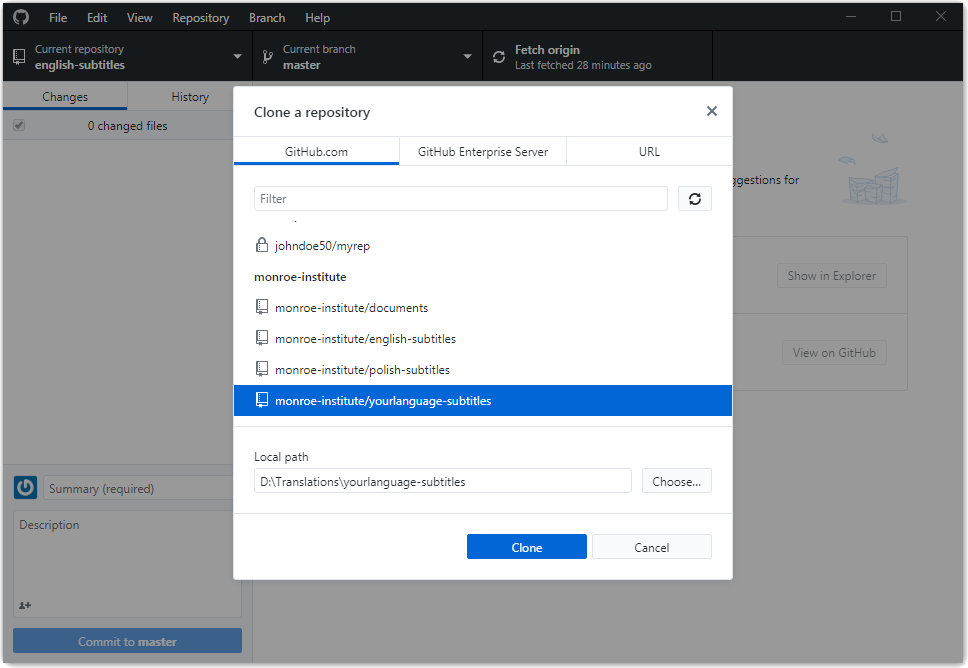 File Edit View Repository Branch Help
Current repository
english-subtitles
Current branch
master
Fetch origin
Last fetched 28 minutes ago
Changes
History
0 changed files
Clone a repository
GitHub.com
GitHub Enterprise Server
URL
Filter
johndoe50/myrep
monroe-institute
monroe-institute/documents
monroe-institute/english-subtitles
monroe-institute/polish-subtitles
monroe-institute/yourlanguage-subtitles
Local path
D:\Translations\yourlanguage-subtitles
Choose...
Clone
Cancel
for
Show in Explorer
View on GitHub
Summary (required)
Description
Commit to master